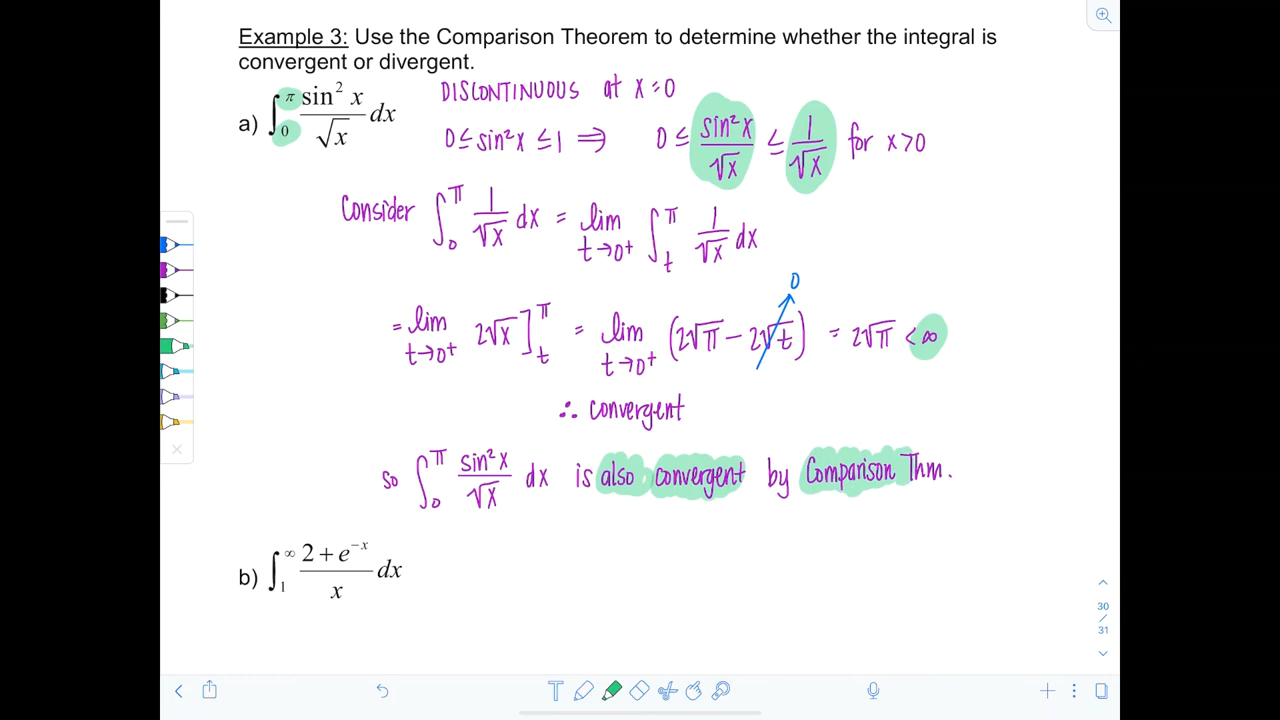 Example 3: Use the Comparison Theorem to determine whether the integral is
convergent or divergent.
a) ∫₀^π sin² x / √x dx
DISCONTINUOUS at x=0
0 ≤ sin²x ≤ 1 ⟹ 0 ≤ sin²x / √x ≤ 1 / √x for x>0
Consider ∫₀^π 1/√x dx = lim t→0⁺ ∫ₜ^π 1/√x dx
= lim t→0⁺ 2√x ]ₜ^π = lim t→0⁺ (2√π − 2√t) = 2√π < ∞
0
∴ convergent
so ∫₀^π sin²x / √x dx is also convergent by Comparison Thm.
b) ∫₁^∞ 2 + e⁻ˣ / x dx
30
/
31
T